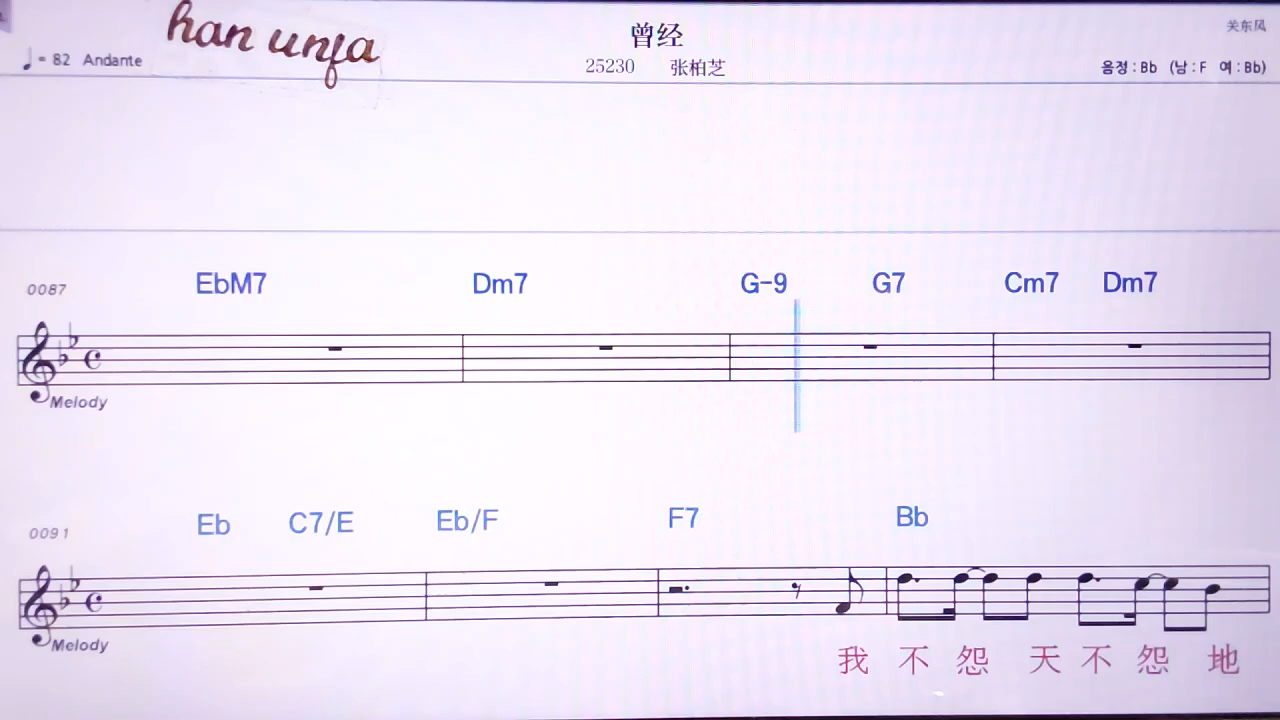 han unfa
曾经
关东风
♩= 82 Andante
25230 张柏芝
음정 : Bb (남 : F 여 : Bb)
0087 EbM7 Dm7 G-9 G7 Cm7 Dm7
Melody
0091 Eb C7/E Eb/F F7 Bb
Melody
我 不 怨 天 不 怨 地